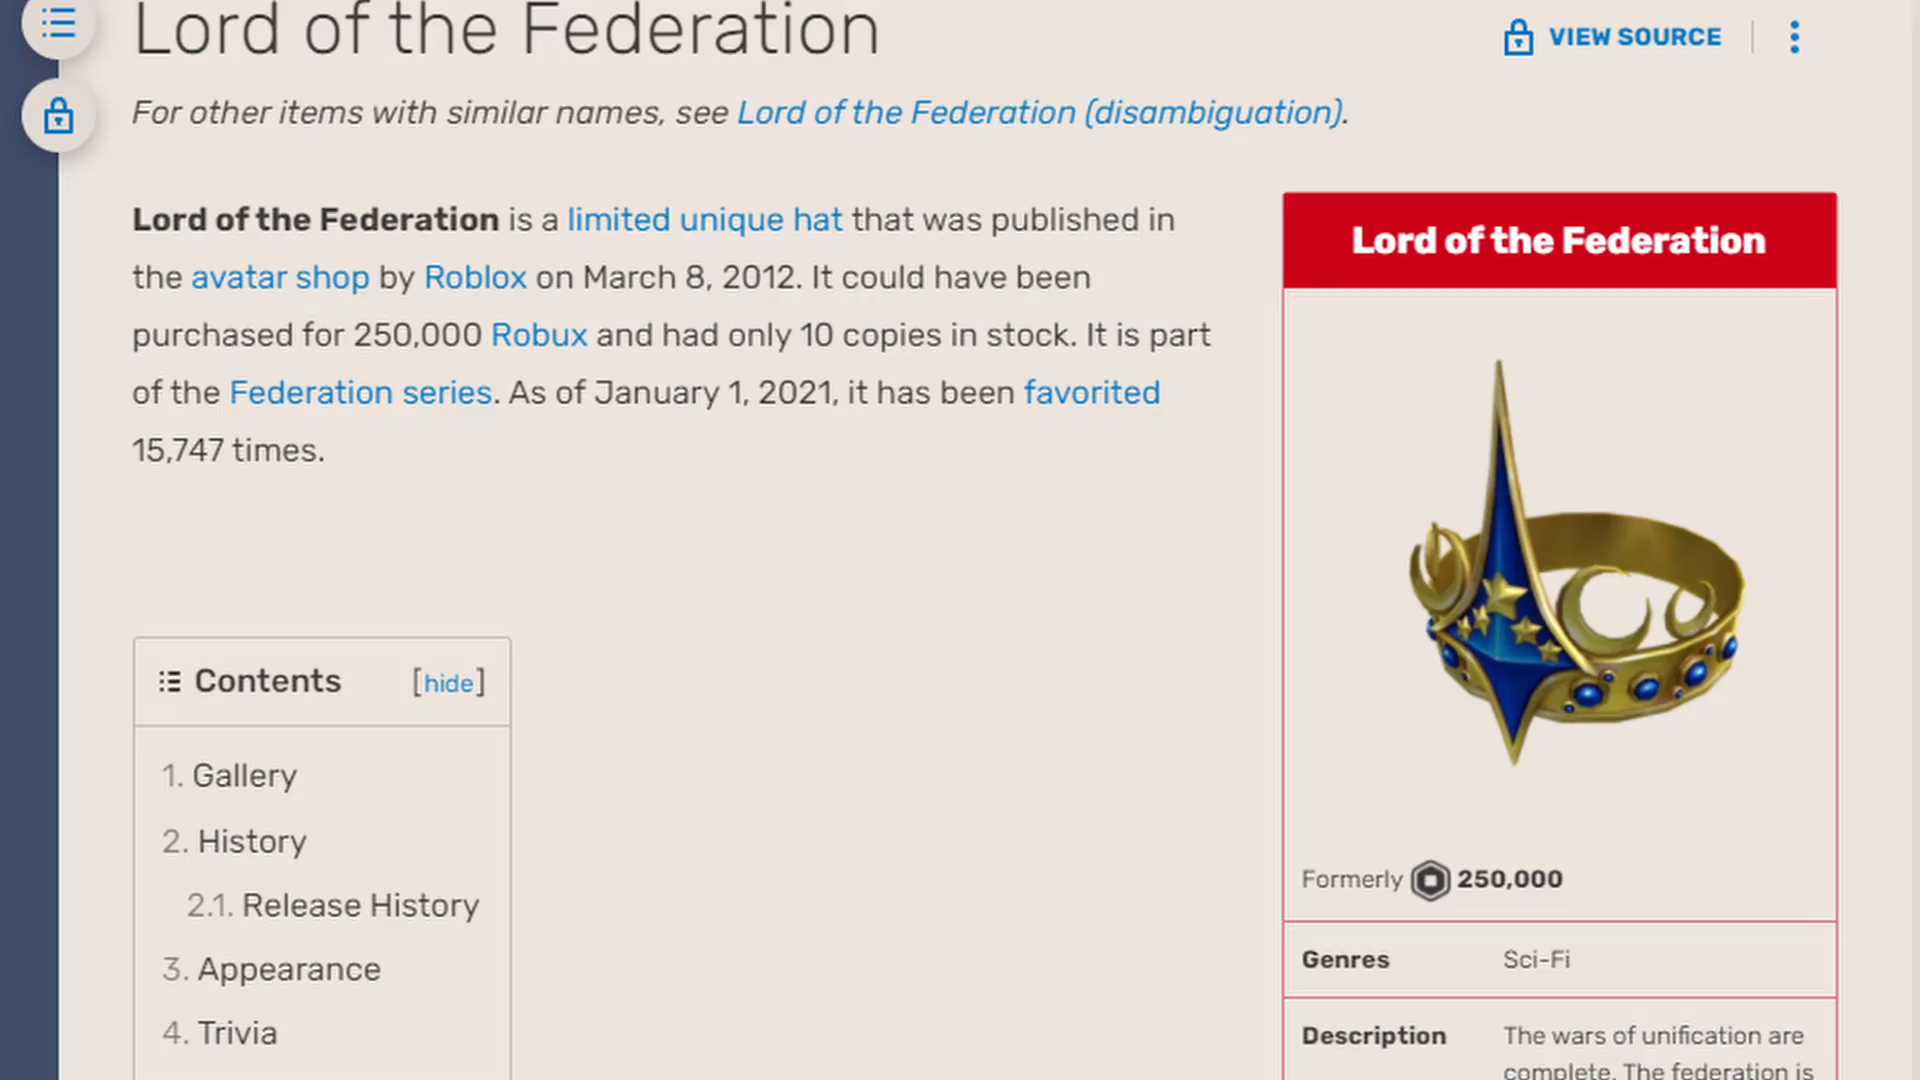 Lord of the Federation
VIEW SOURCE
For other items with similar names, see Lord of the Federation (disambiguation).
Lord of the Federation is a limited unique hat that was published in
the avatar shop by Roblox on March 8, 2012. It could have been
purchased for 250,000 Robux and had only 10 copies in stock. It is part
of the Federation series. As of January 1, 2021, it has been favorited
15,747 times.
Contents [hide]
1. Gallery
2. History
2.1. Release History
3. Appearance
4. Trivia
Lord of the Federation
Formerly 250,000
Genres Sci-Fi
Description The wars of unification are
complete. The federation is